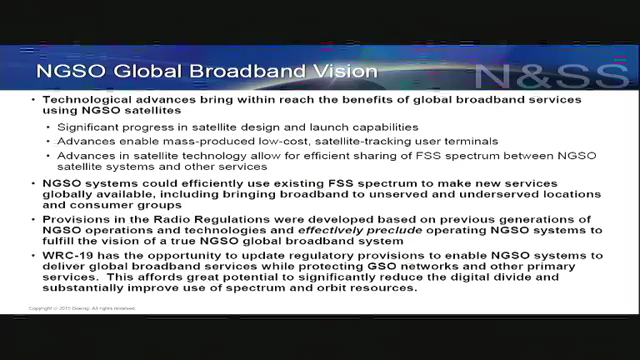 NGSO Global Broadband Vision
N&SS
• Technological advances bring within reach the benefits of global broadband services
using NGSO satellites
• Significant progress in satellite design and launch capabilities
• Advances enable mass-produced low-cost, satellite-tracking user terminals
• Advances in satellite technology allow for efficient sharing of FSS spectrum between NGSO
satellite systems and other services
• NGSO systems could efficiently use existing FSS spectrum to make new services
globally available, including bringing broadband to unserved and underserved locations
and consumer groups
• Provisions in the Radio Regulations were developed based on previous generations of
NGSO operations and technologies and effectively preclude operating NGSO systems to
fulfill the vision of a true NGSO global broadband system
• WRC-19 has the opportunity to update regulatory provisions to enable NGSO systems to
deliver global broadband services while protecting GSO networks and other primary
services. This affords great potential to significantly reduce the digital divide and
substantially improve use of spectrum and orbit resources.
Copyright © 2015 Boeing. All rights reserved.